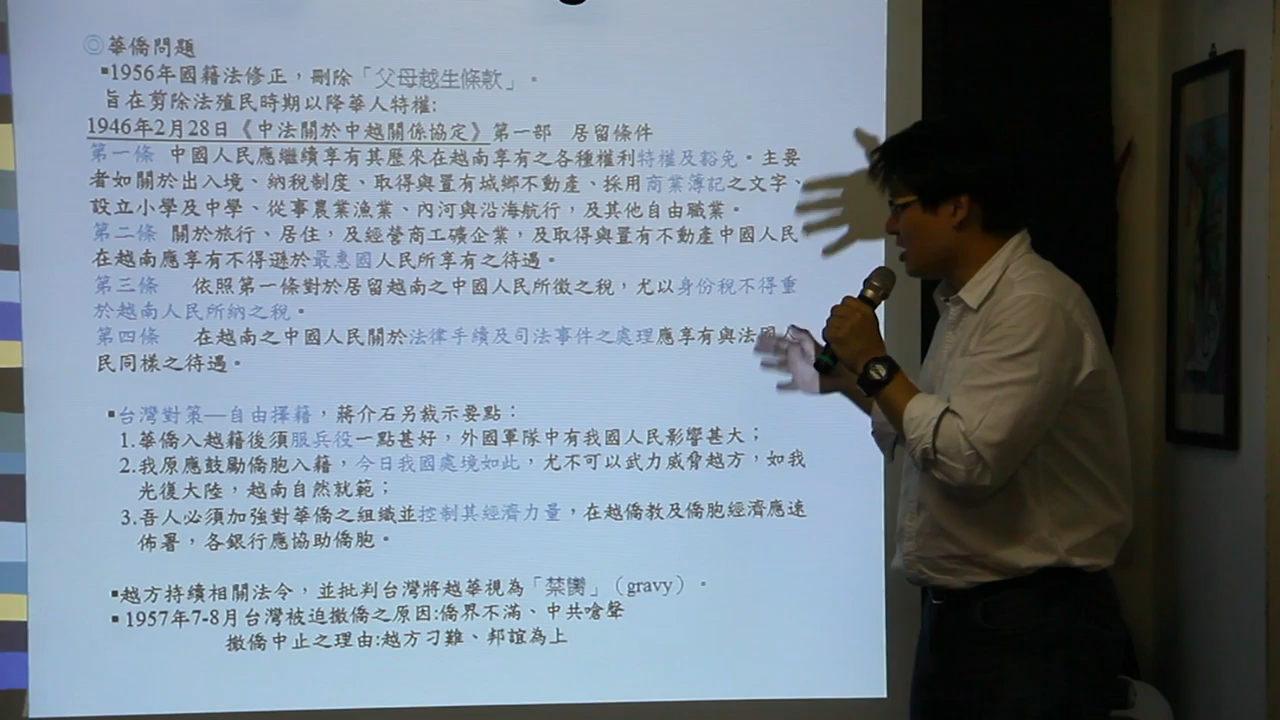 ◎華僑問題
▪1956年國籍法修正，刪除「父母越生條款」。
旨在剪除法殖民時期以降華人特權:
1946年2月28日《中法關於中越關係協定》第一部 居留條件
第一條 中國人民應繼續享有其歷來在越南享有之各種權利特權及豁免。主要
者如關於出入境、納稅制度、取得與置有城鄉不動產、採用商業簿記之文字、
設立小學及中學、從事農業漁業、內河與沿海航行，及其他自由職業。
第二條 關於旅行、居住，及經營商工礦企業，及取得與置有不動產中國人民
在越南應享有不得遜於最惠國人民所享有之待遇。
第三條 依照第一條對於居留越南之中國人民所徵之稅，尤以身份稅不得重
於越南人民所納之稅。
第四條 在越南之中國人民關於法律手續及司法事件之處理應享有與法國人
民同樣之待遇。
▪台灣對策—自由擇籍，蔣介石另裁示要點：
1.華僑入越籍後須服兵役一點甚好，外國軍隊中有我國人民影響甚大；
2.我原應鼓勵僑胞入籍，今日我國處境如此，尤不可以武力威脅越方，如我
光復大陸，越南自然就範；
3.吾人必須加強對華僑之組織並控制其經濟力量，在越僑教及僑胞經濟應速
佈署，各銀行應協助僑胞。
▪越方持續相關法令，並批判台灣將越華視為「禁臠」（gravy）。
▪1957年7-8月台灣被迫撤僑之原因:僑界不滿、中共嗆聲
撤僑中止之理由:越方刁難、邦誼為上